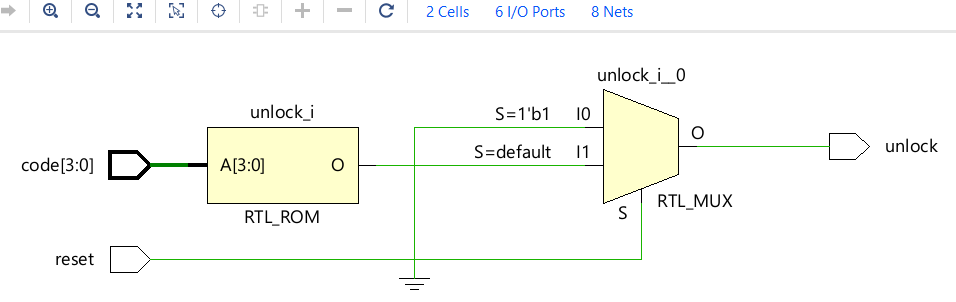 2 Cells 6 I/O Ports 8 Nets
unlock_i__0
unlock_i
S=1'b1 I0
O
S=default I1
unlock
code[3:0]
A[3:0] O
RTL_ROM
S
RTL_MUX
reset